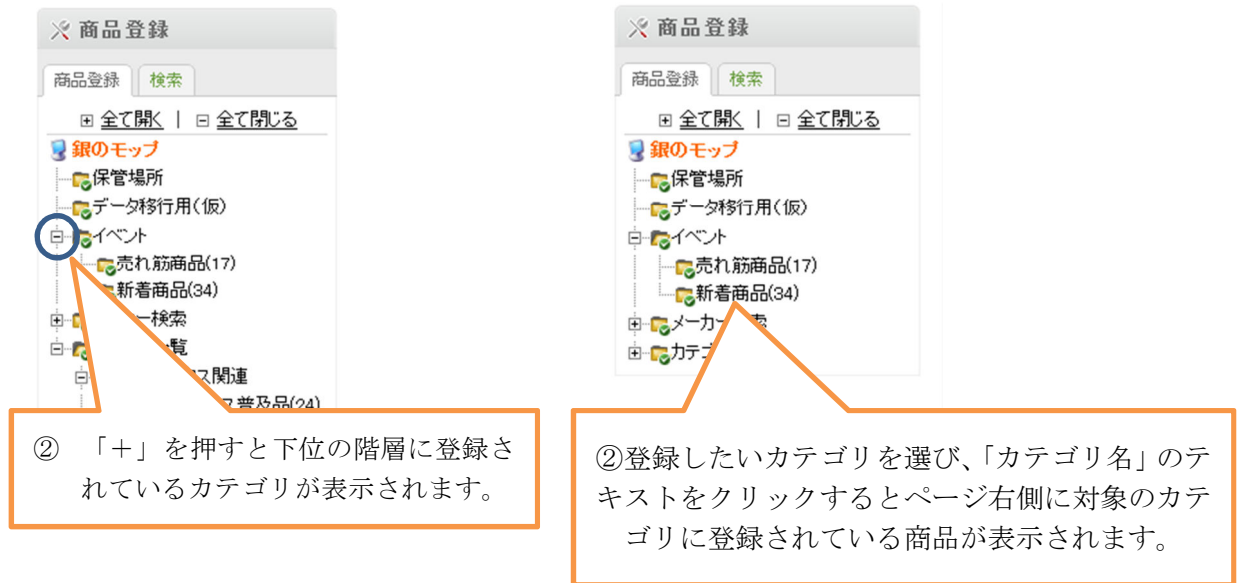 商品登録
商品登録 検索
全て開く | 全て閉じる
銀のモップ
保管場所
データ移行用(仮)
イベント
売れ筋商品(17)
新着商品(34)
ー検索
覧
ス関連
普及品(24)
② 「＋」を押すと下位の階層に登録さ
れているカテゴリが表示されます。
商品登録
商品登録 検索
全て開く | 全て閉じる
銀のモップ
保管場所
データ移行用(仮)
イベント
売れ筋商品(17)
新着商品(34)
メーカー
カテ
②登録したいカテゴリを選び、「カテゴリ名」のテ
キストをクリックするとページ右側に対象のカテ
ゴリに登録されている商品が表示されます。